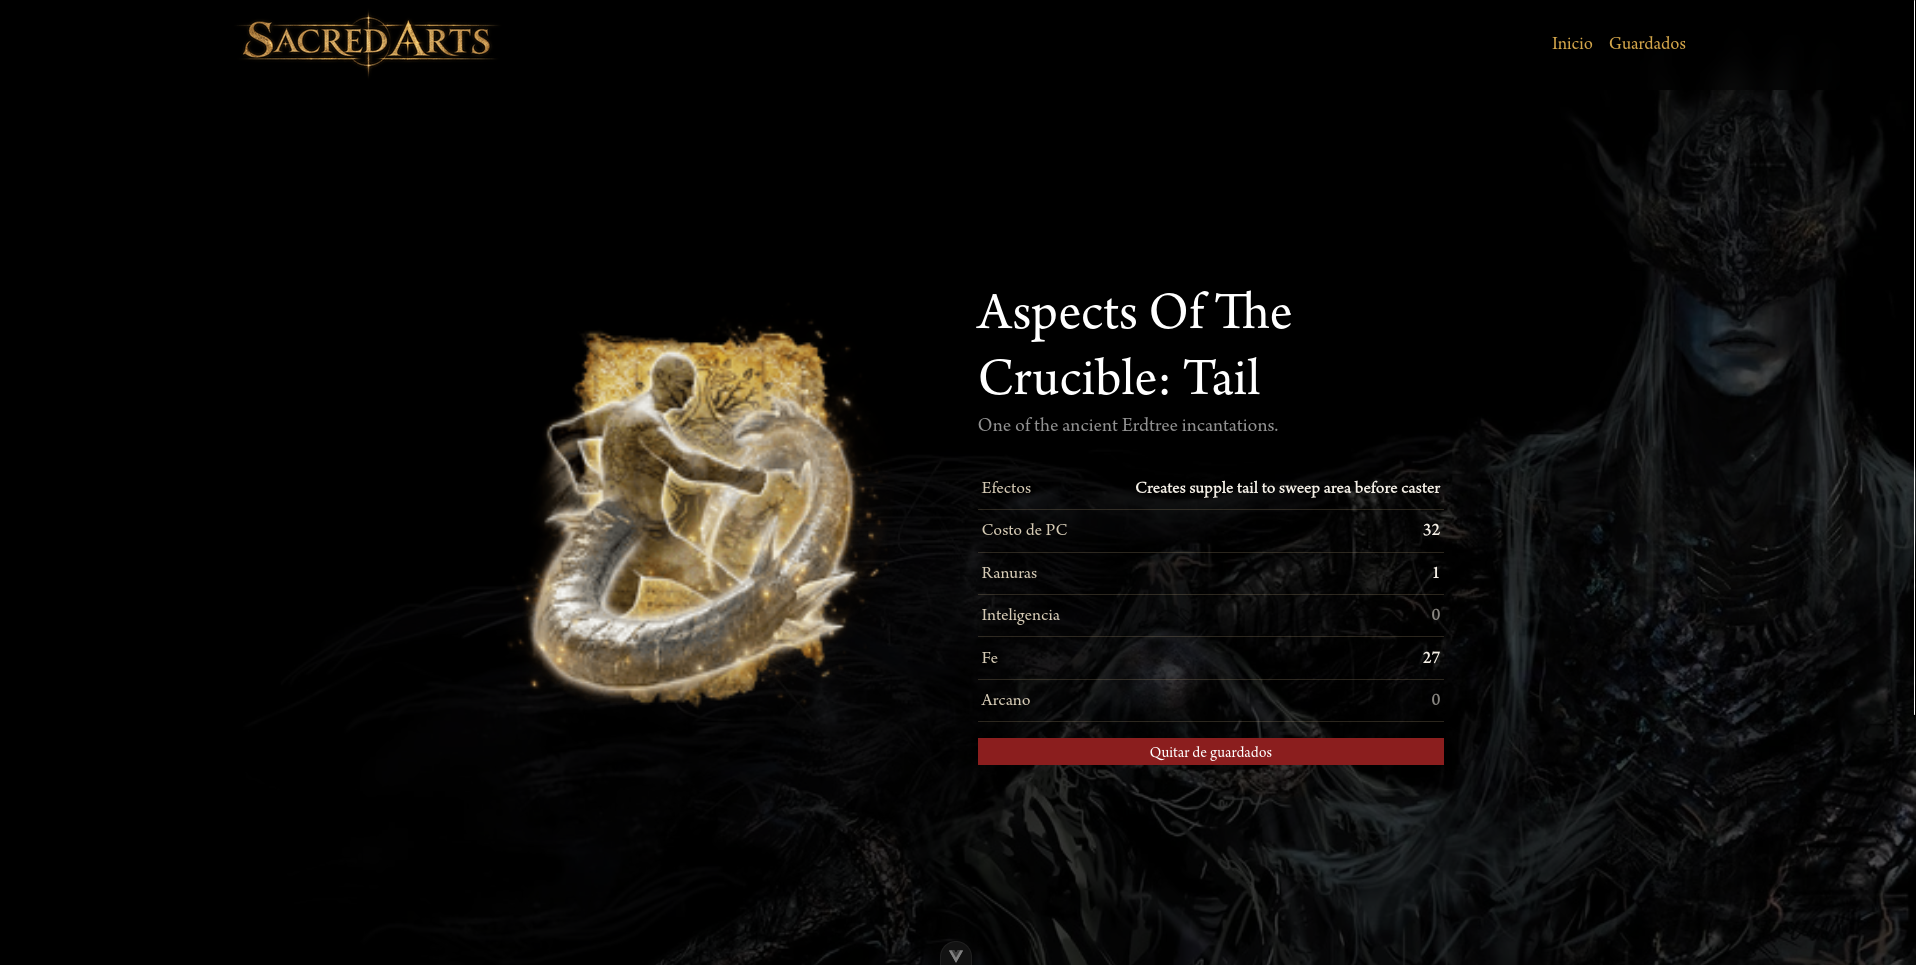 SACRED ARTS
Inicio Guardados
Aspects Of The
Crucible: Tail
One of the ancient Erdtree incantations.
Efectos Creates supple tail to sweep area before caster
Costo de PC 32
Ranuras 1
Inteligencia 0
Fe 27
Arcano 0
Quitar de guardados